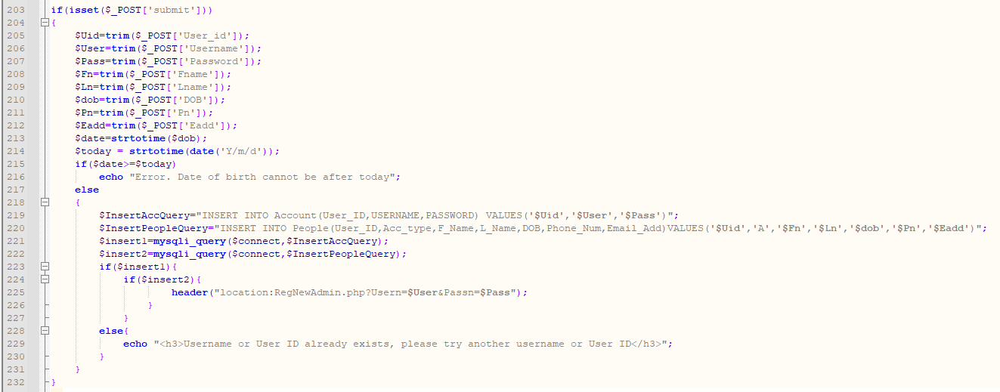 203 if(isset($_POST['submit']))
204 {
205 $Uid=trim($_POST['User_id']);
206 $User=trim($_POST['Username']);
207 $Pass=trim($_POST['Password']);
208 $Fn=trim($_POST['Fname']);
209 $Ln=trim($_POST['Lname']);
210 $dob=trim($_POST['DOB']);
211 $Pn=trim($_POST['Pn']);
212 $Eadd=trim($_POST['Eadd']);
213 $date=strtotime($dob);
214 $today = strtotime(date('Y/m/d'));
215 if($date>=$today)
216 echo "Error. Date of birth cannot be after today";
217 else
218 {
219 $InsertAccQuery="INSERT INTO Account(User_ID,USERNAME,PASSWORD) VALUES('$Uid','$User','$Pass')";
220 $InsertPeopleQuery="INSERT INTO People(User_ID,Acc_type,F_Name,L_Name,DOB,Phone_Num,Email_Add)VALUES('$Uid','A','$Fn','$Ln','$dob','$Pn','$Eadd')";
221 $insert1=mysqli_query($connect,$InsertAccQuery);
222 $insert2=mysqli_query($connect,$InsertPeopleQuery);
223 if($insert1){
224 if($insert2){
225 header("location:RegNewAdmin.php?Usern=$User&Passn=$Pass");
226 }
227 }
228 else{
229 echo "<h3>Username or User ID already exists, please try another username or User ID</h3>";
230 }
231 }
232 }